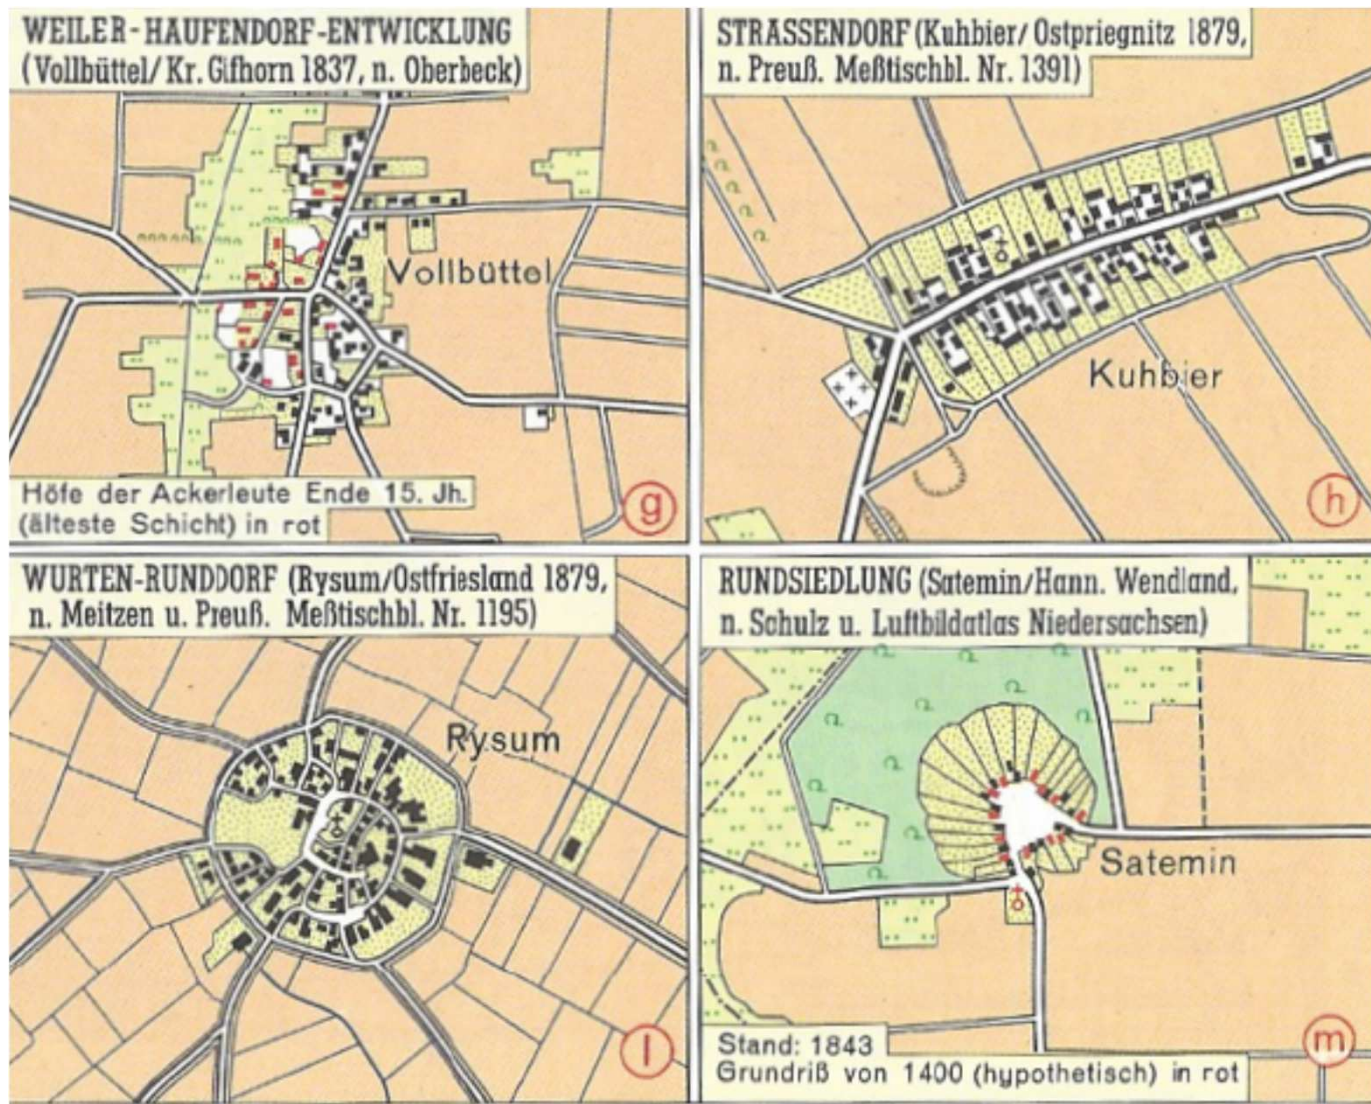 WEILER-HAUFENDORF-ENTWICKLUNG
(Vollbüttel/Kr. Gifhorn 1837, n. Oberbeck)
Vollbüttel
Höfe der Ackerleute Ende 15. Jh.
(älteste Schicht) in rot
g
STRASSENDORF (Kuhbier/Ostpriegnitz 1879,
n. Preuß. Meßtischbl. Nr. 1391)
Kuhbier
h
WURTEN-RUNDDORF (Rysum/Ostfriesland 1879,
n. Meitzen u. Preuß. Meßtischbl. Nr. 1195)
Rysum
l
RUNDSIEDLUNG (Satemin/Hann. Wendland,
n. Schulz u. Luftbildatlas Niedersachsen)
Satemin
Stand: 1843
Grundriß von 1400 (hypothetisch) in rot
m